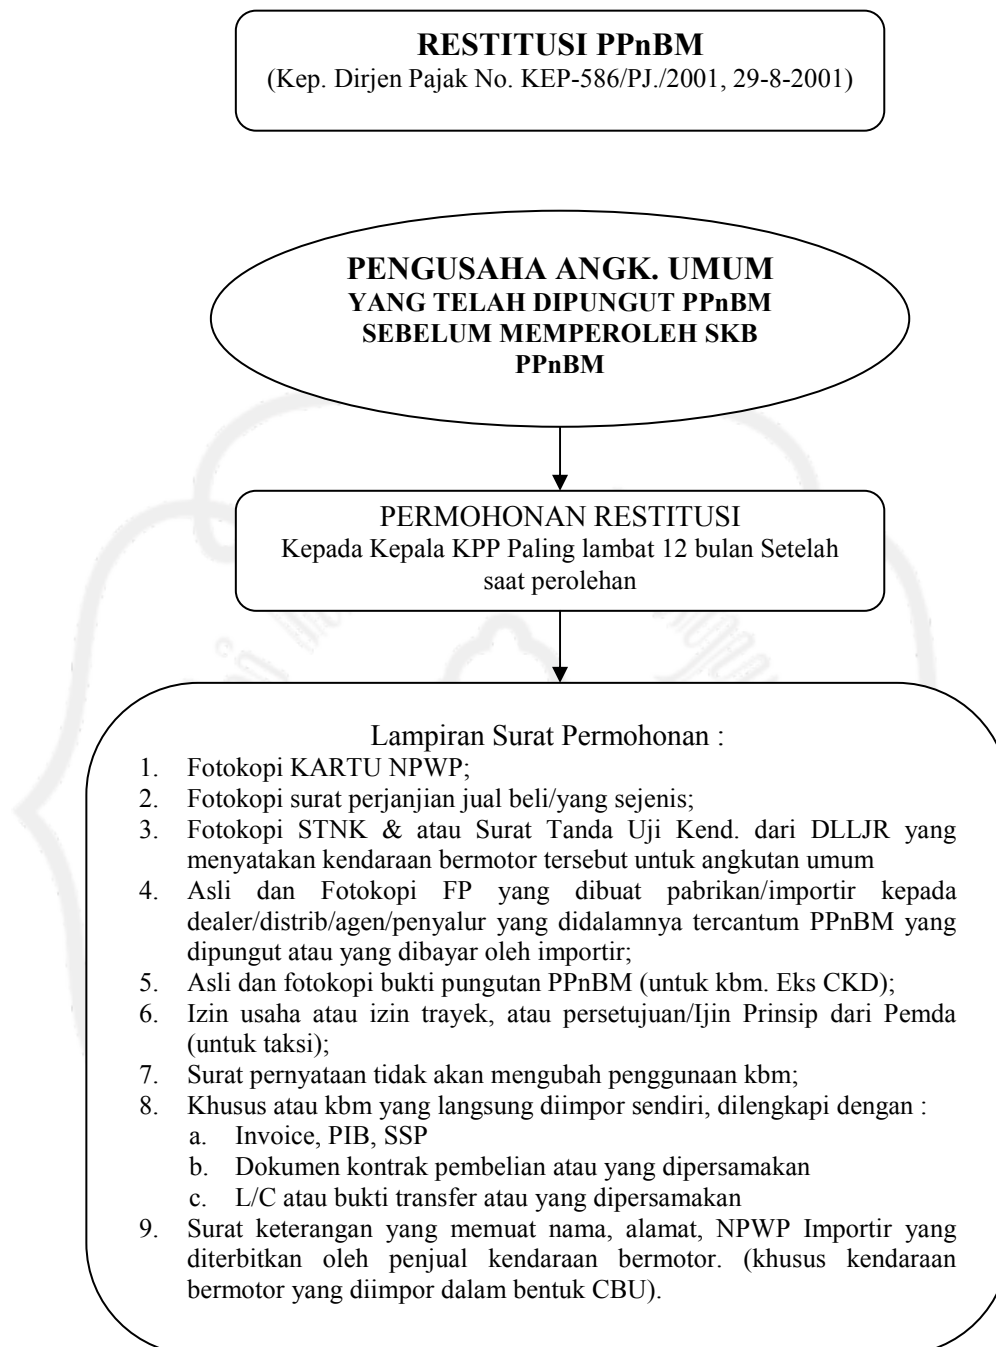 RESTITUSI PPnBM
(Kep. Dirjen Pajak No. KEP-586/PJ./2001, 29-8-2001)
PENGUSAHA ANGK. UMUM
YANG TELAH DIPUNGUT PPnBM
SEBELUM MEMPEROLEH SKB
PPnBM
PERMOHONAN RESTITUSI
Kepada Kepala KPP Paling lambat 12 bulan Setelah
saat perolehan
Lampiran Surat Permohonan :
1. Fotokopi KARTU NPWP;
2. Fotokopi surat perjanjian jual beli/yang sejenis;
3. Fotokopi STNK & atau Surat Tanda Uji Kend. dari DLLJR yang
menyatakan kendaraan bermotor tersebut untuk angkutan umum
4. Asli dan Fotokopi FP yang dibuat pabrikan/importir kepada
dealer/distrib/agen/penyalur yang didalamnya tercantum PPnBM yang
dipungut atau yang dibayar oleh importir;
5. Asli dan fotokopi bukti pungutan PPnBM (untuk kbm. Eks CKD);
6. Izin usaha atau izin trayek, atau persetujuan/Ijin Prinsip dari Pemda
(untuk taksi);
7. Surat pernyataan tidak akan mengubah penggunaan kbm;
8. Khusus atau kbm yang langsung diimpor sendiri, dilengkapi dengan :
a. Invoice, PIB, SSP
b. Dokumen kontrak pembelian atau yang dipersamakan
c. L/C atau bukti transfer atau yang dipersamakan
9. Surat keterangan yang memuat nama, alamat, NPWP Importir yang
diterbitkan oleh penjual kendaraan bermotor. (khusus kendaraan
bermotor yang diimpor dalam bentuk CBU).